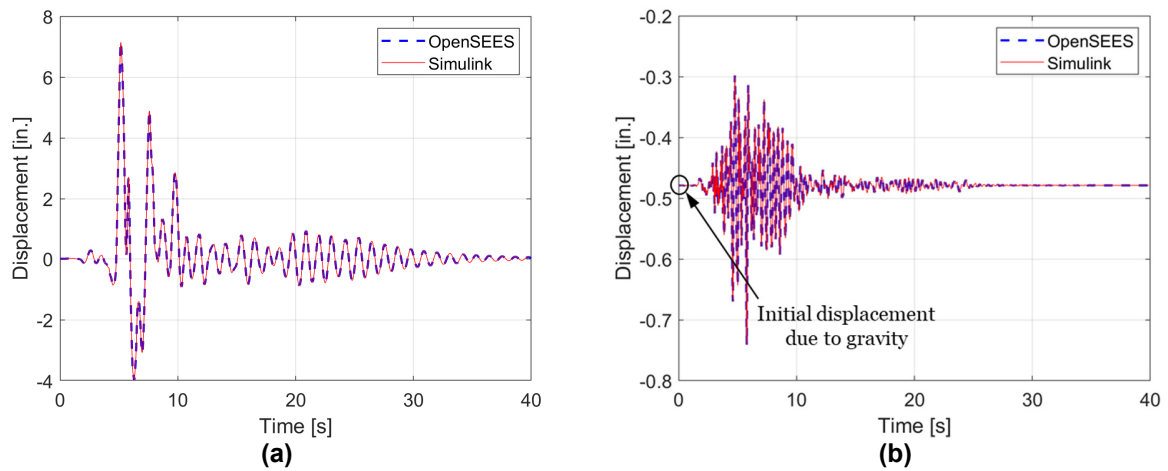 8
6
4
2
0
-2
-4
0
10
20
30
40
Displacement [in.]
Time [s]
OpenSEES
Simulink
(a)
-0.2
-0.3
-0.4
-0.5
-0.6
-0.7
-0.8
0
10
20
30
40
Displacement [in.]
Time [s]
OpenSEES
Simulink
Initial displacement
due to gravity
(b)